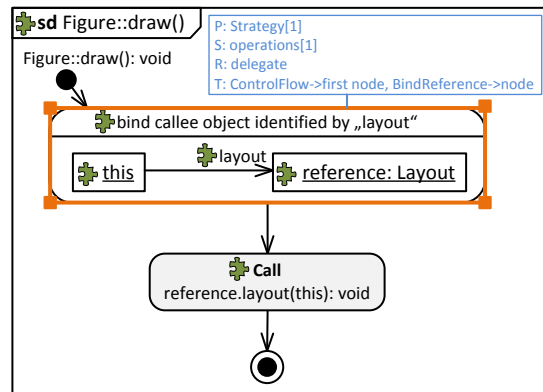 sd Figure::draw()
P: Strategy[1]
S: operations[1]
R: delegate
T: ControlFlow->first node, BindReference->node
Figure::draw(): void
bind callee object identified by „layout“
layout
this
reference: Layout
Call
reference.layout(this): void